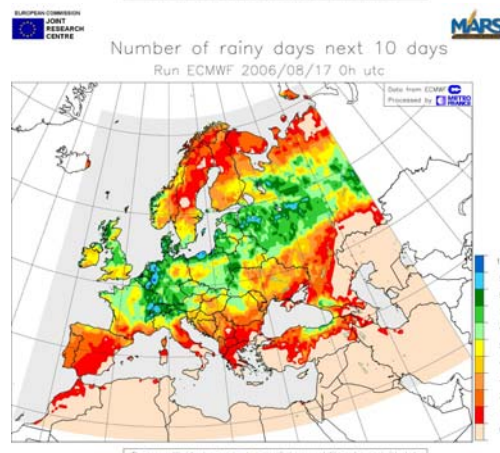 EUROPEAN COMMISSION
JOINT
RESEARCH
CENTRE
MARS
Number of rainy days next 10 days
Run ECMWF 2006/08/17 0h utc
Data from ECMWF
Processed by METEO
FRANCE